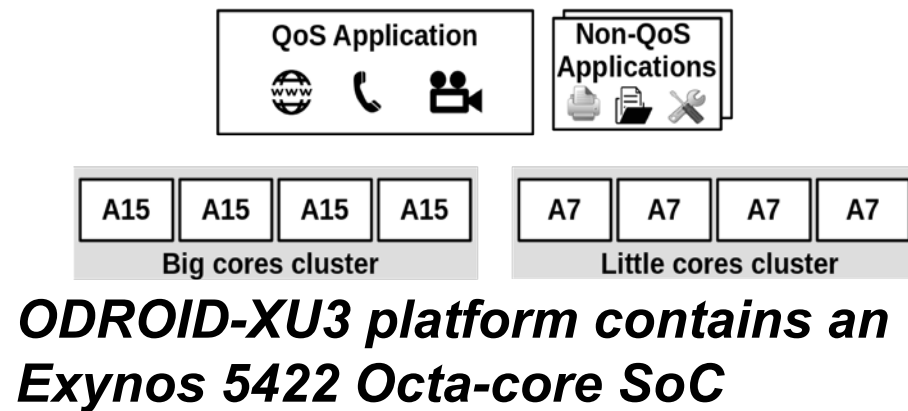 QoS Application
www
Non-QoS
Applications
A15 A15 A15 A15
Big cores cluster
A7 A7 A7 A7
Little cores cluster
ODROID-XU3 platform contains an
Exynos 5422 Octa-core SoC